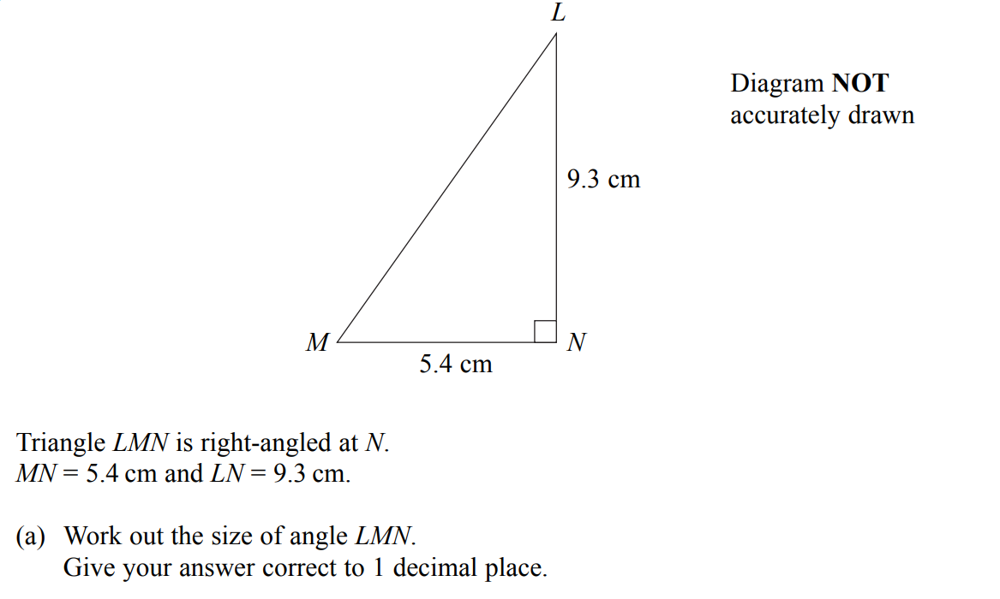 L
Diagram NOT
accurately drawn
9.3 cm
M
N
5.4 cm
Triangle LMN is right-angled at N.
MN = 5.4 cm and LN = 9.3 cm.
(a) Work out the size of angle LMN.
Give your answer correct to 1 decimal place.